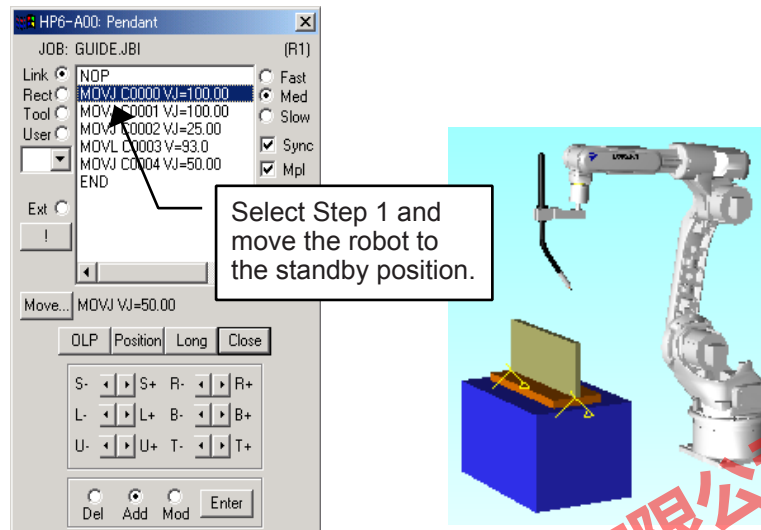 HP6-A00: Pendant
JOB: GUIDE.JBI (R1)
Link
Rect
Tool
User
Ext
!
NOP
MOVJ C0000 VJ=100.00
MOVJ C0001 VJ=100.00
MOVJ C0002 VJ=25.00
MOVL C0003 V=93.0
MOVJ C0004 VJ=50.00
END
Fast
Med
Slow
Sync
Mpl
Select Step 1 and
move the robot to
the standby position.
Move... MOVJ VJ=50.00
OLP Position Long Close
S- S+ R- R+
L- L+ B- B+
U- U+ T- T+
Del Add Mod Enter
限公